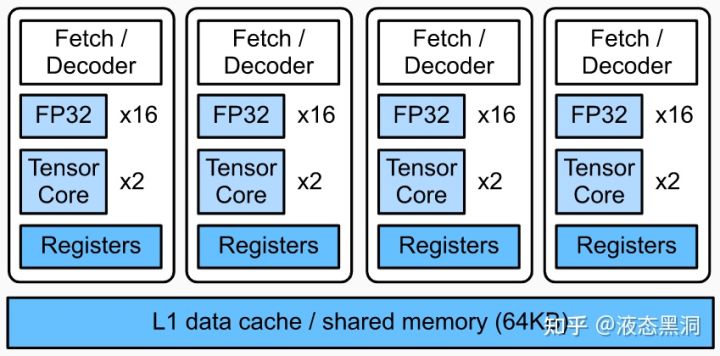 Fetch /
Decoder
FP32 x16
Tensor
Core
x2
Registers
Fetch /
Decoder
FP32 x16
Tensor
Core
x2
Registers
Fetch /
Decoder
FP32 x16
Tensor
Core
x2
Registers
Fetch /
Decoder
FP32 x16
Tensor
Core
x2
Registers
L1 data cache / shared memory (64KB)
知乎 @液态黑洞